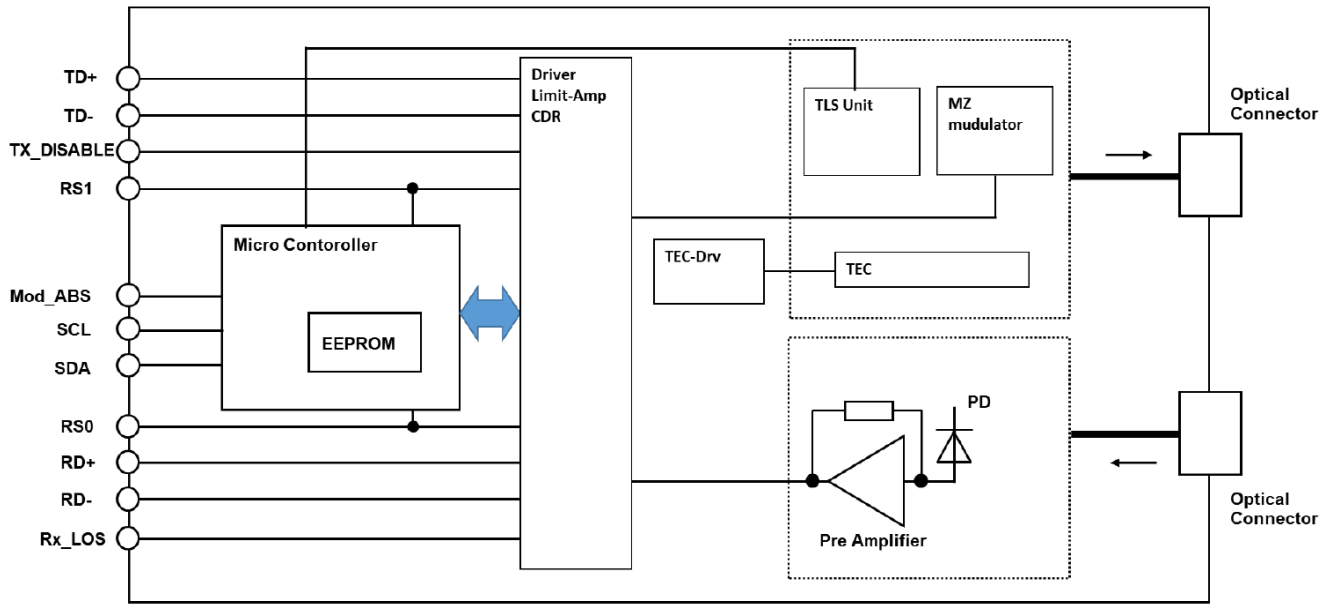 TD+
TD-
TX_DISABLE
RS1
Mod_ABS
SCL
SDA
RS0
RD+
RD-
Rx_LOS
Micro Contoroller
EEPROM
Driver
Limit-Amp
CDR
TLS Unit
MZ
mudulator
TEC-Drv
TEC
PD
Pre Amplifier
Optical
Connector
Optical
Connector